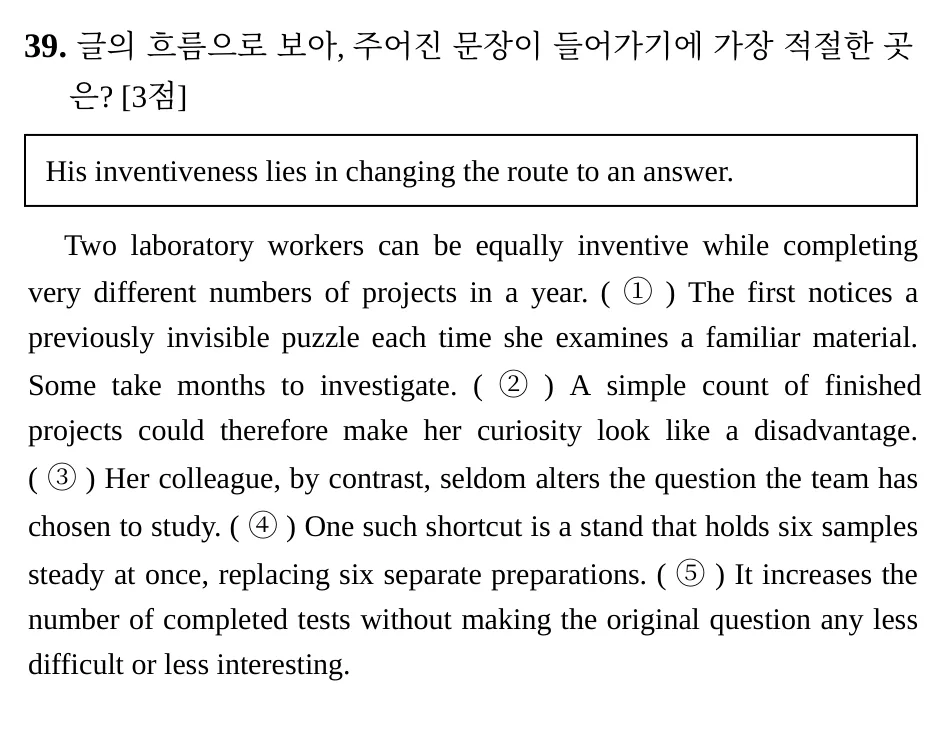 39. 글의 흐름으로 보아, 주어진 문장이 들어가기에 가장 적절한 곳
은? [3점]
His inventiveness lies in changing the route to an answer.
Two laboratory workers can be equally inventive while completing
very different numbers of projects in a year. ( ① ) The first notices a
previously invisible puzzle each time she examines a familiar material.
Some take months to investigate. ( ② ) A simple count of finished
projects could therefore make her curiosity look like a disadvantage.
( ③ ) Her colleague, by contrast, seldom alters the question the team has
chosen to study. ( ④ ) One such shortcut is a stand that holds six samples
steady at once, replacing six separate preparations. ( ⑤ ) It increases the
number of completed tests without making the original question any less
difficult or less interesting.